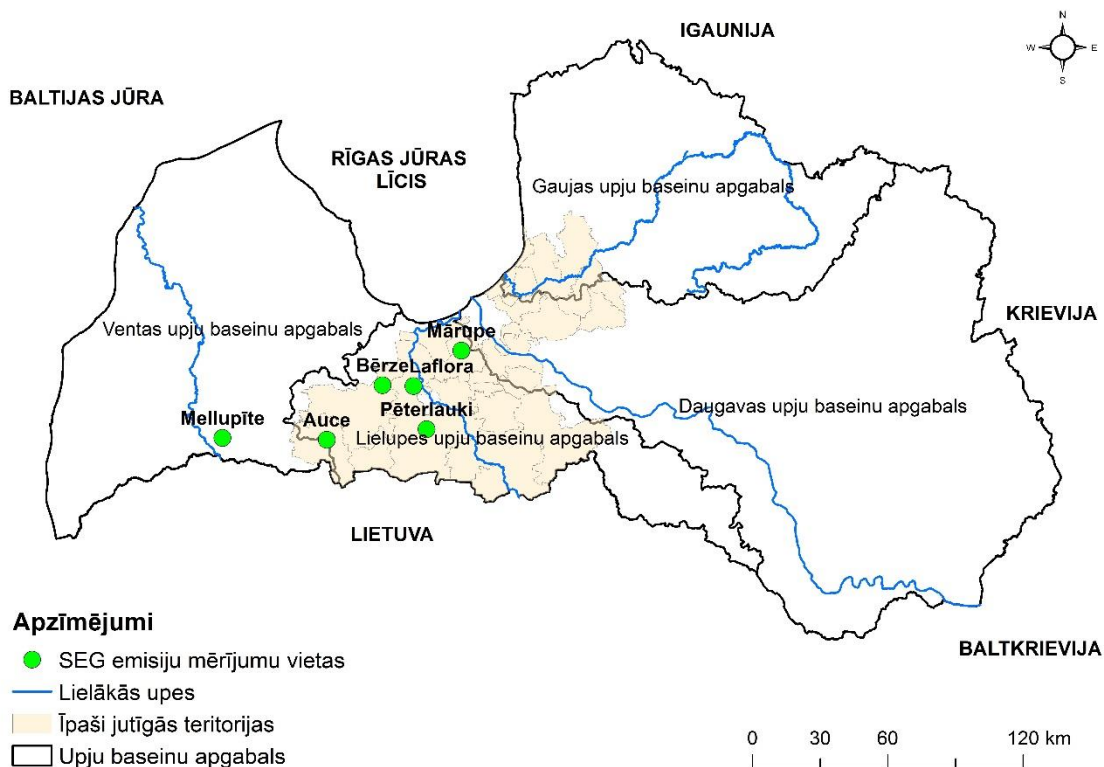 IGAUNIJA
N
W E
S
BALTIJAS JŪRA
RĪGAS JŪRAS
LĪCIS
Gaujas upju baseinu apgabals
KRIEVIJA
Ventas upju baseinu apgabals
Mārupe
Bērze
Laflora
Mellupīte
Auce
Pēterlauki
Daugavas upju baseinu apgabals
Lielupes upju baseinu apgabals
LIETUVA
BALTKRIEVIJA
Apzīmējumi
SEG emisiju mērījumu vietas
Lielākās upes
Īpaši jutīgās teritorijas
Upju baseinu apgabals
0 30 60 120 km